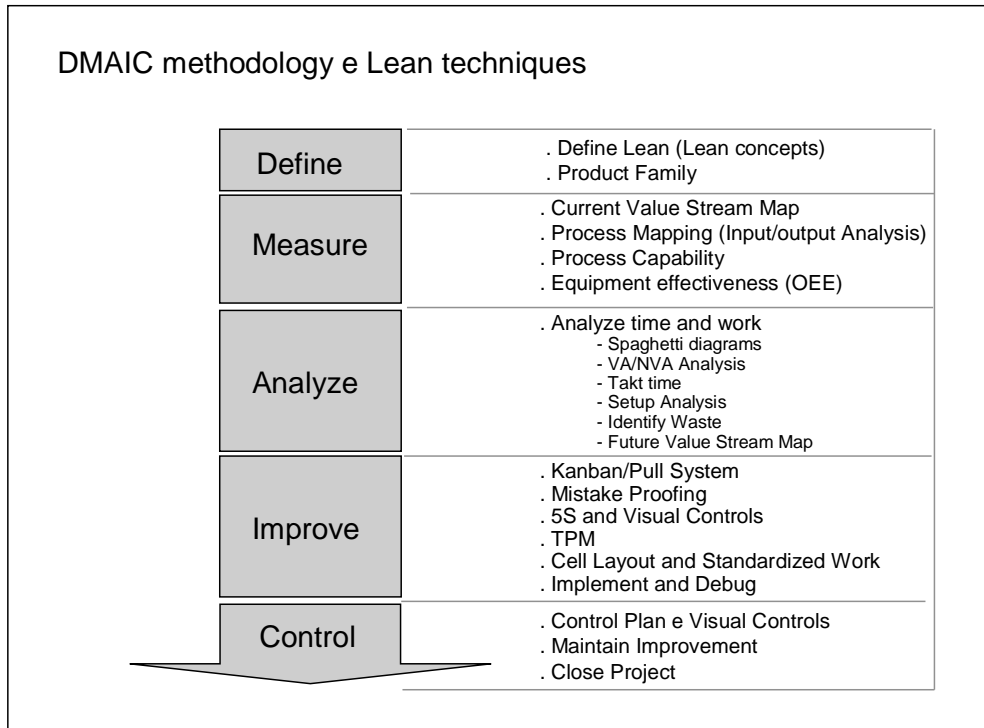 DMAIC methodology e Lean techniques
Define
. Define Lean (Lean concepts)
. Product Family
Measure
. Current Value Stream Map
. Process Mapping (Input/output Analysis)
. Process Capability
. Equipment effectiveness (OEE)
Analyze
. Analyze time and work
- Spaghetti diagrams
- VA/NVA Analysis
- Takt time
- Setup Analysis
- Identify Waste
- Future Value Stream Map
Improve
. Kanban/Pull System
. Mistake Proofing
. 5S and Visual Controls
. TPM
. Cell Layout and Standardized Work
. Implement and Debug
Control
. Control Plan e Visual Controls
. Maintain Improvement
. Close Project